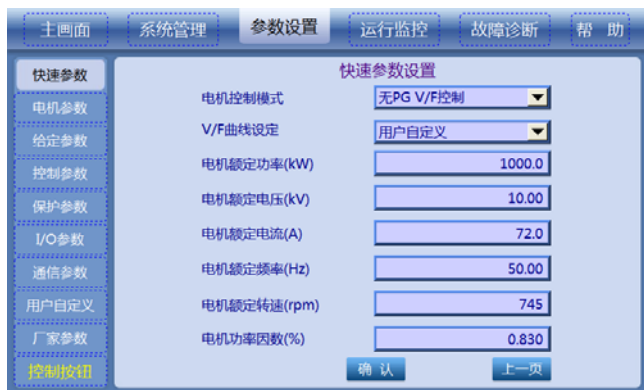 主画面 系统管理 参数设置 运行监控 故障诊断 帮 助
快速参数
电机参数
给定参数
控制参数
保护参数
I/O参数
通信参数
用户自定义
厂家参数
控制按钮
快速参数设置
电机控制模式 无PG V/F控制
V/F曲线设定 用户自定义
电机额定功率(kW) 1000.0
电机额定电压(kV) 10.00
电机额定电流(A) 72.0
电机额定频率(Hz) 50.00
电机额定转速(rpm) 745
电机功率因数(%) 0.830
确 认 上一页